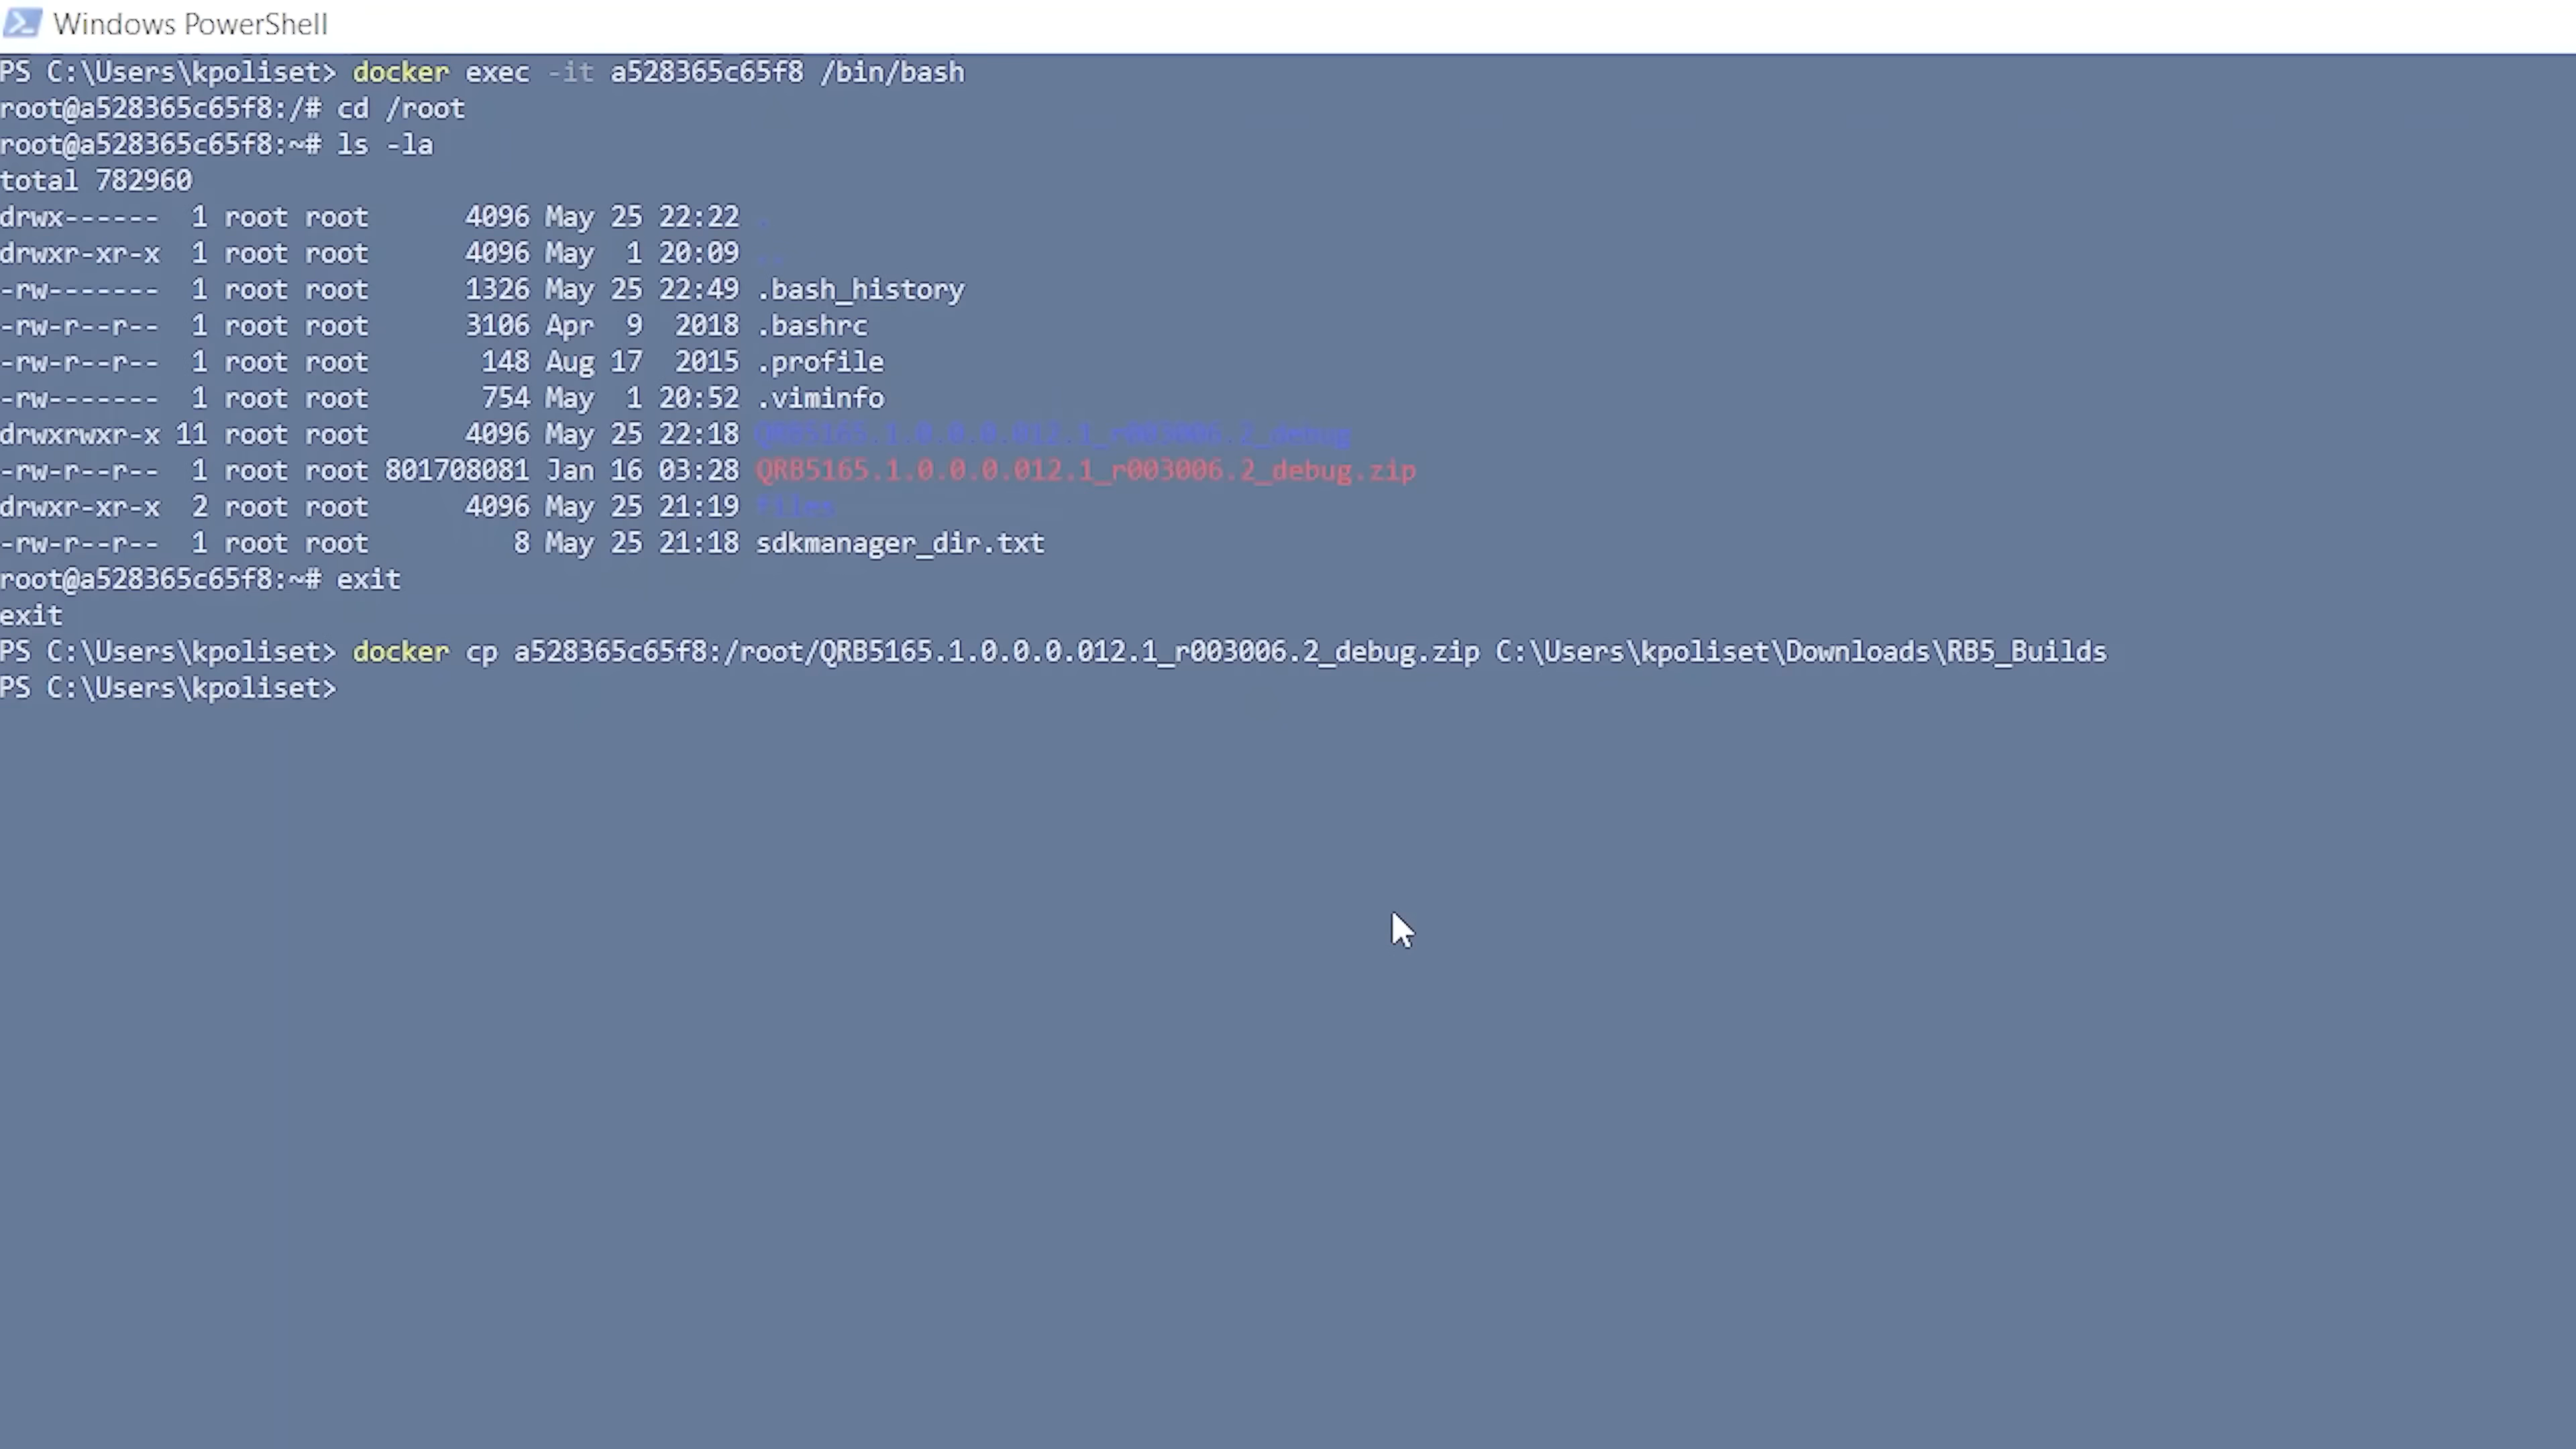 Windows PowerShell
PS C:\Users\kpoliset> docker exec -it a528365c65f8 /bin/bash
root@a528365c65f8:/# cd /root
root@a528365c65f8:~# ls -la
total 782960
drwx------  1 root root      4096 May 25 22:22 .
drwxr-xr-x  1 root root      4096 May  1 20:09 ..
-rw-------  1 root root      1326 May 25 22:49 .bash_history
-rw-r--r--  1 root root      3106 Apr  9  2018 .bashrc
-rw-r--r--  1 root root       148 Aug 17  2015 .profile
-rw-------  1 root root       754 May  1 20:52 .viminfo
drwxrwxr-x 11 root root      4096 May 25 22:18 QRB5165.1.0.0.0.012.1_r003006.2_debug
-rw-r--r--  1 root root 801708081 Jan 16 03:28 QRB5165.1.0.0.0.012.1_r003006.2_debug.zip
drwxr-xr-x  2 root root      4096 May 25 21:19 files
-rw-r--r--  1 root root         8 May 25 21:18 sdkmanager_dir.txt
root@a528365c65f8:~# exit
exit
PS C:\Users\kpoliset> docker cp a528365c65f8:/root/QRB5165.1.0.0.0.012.1_r003006.2_debug.zip C:\Users\kpoliset\Downloads\RB5_Builds
PS C:\Users\kpoliset>